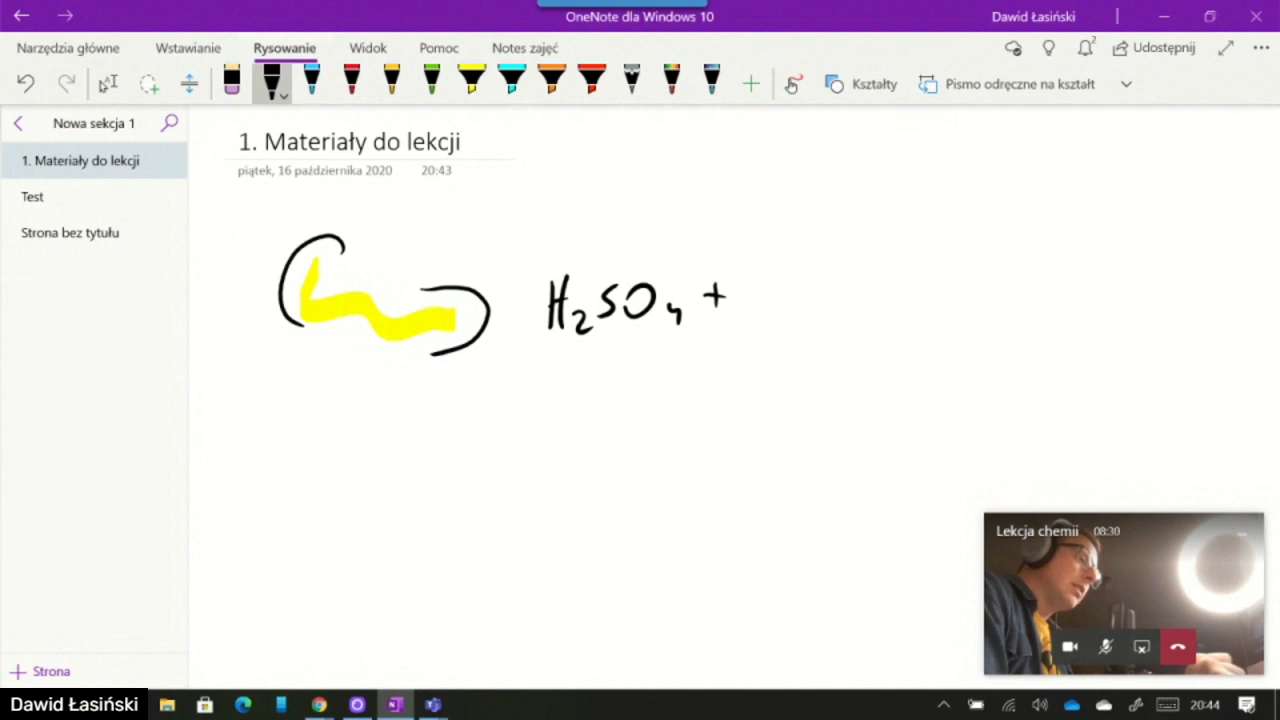 OneNote dla Windows 10
Dawid Łasiński
Narzędzia główne Wstawianie Rysowanie Widok Pomoc Notes zajęć
2 Udostępnij
Kształty Pismo odręczne na kształt
Nowa sekcja 1
1. Materiały do lekcji
Test
Strona bez tytułu
1. Materiały do lekcji
piątek, 16 października 2020 20:43
H₂SO₄ +
Lekcja chemii 08:30
+ Strona
Dawid Łasiński
20:44